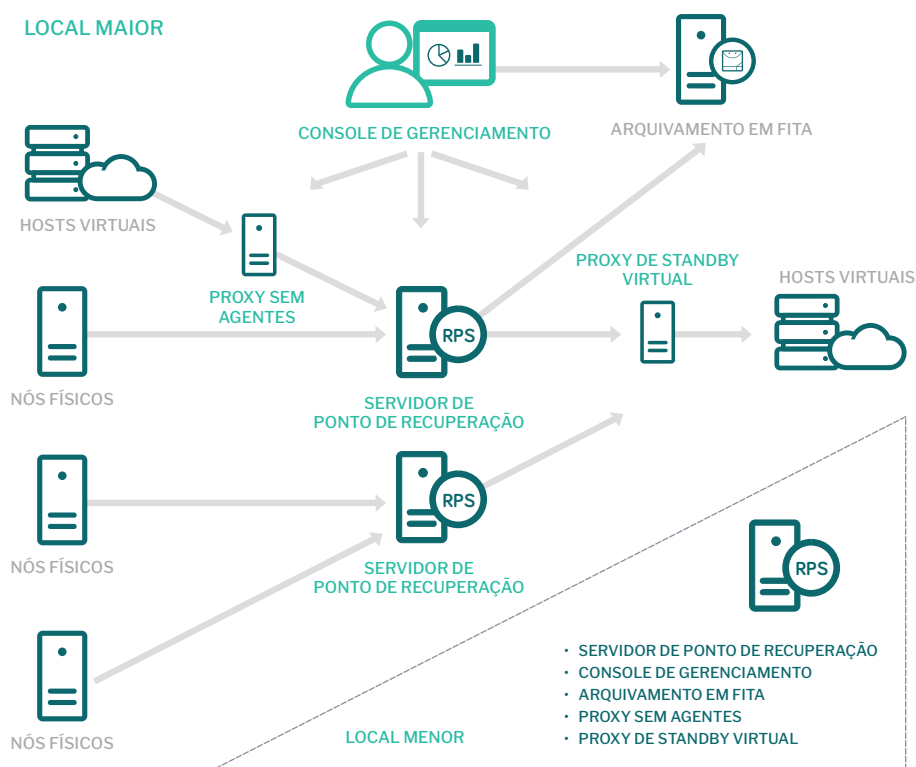 LOCAL MAIOR
CONSOLE DE GERENCIAMENTO
ARQUIVAMENTO EM FITA
HOSTS VIRTUAIS
PROXY SEM
AGENTES
PROXY DE STANDBY
VIRTUAL
HOSTS VIRTUAIS
RPS
NÓS FÍSICOS
SERVIDOR DE
PONTO DE RECUPERAÇÃO
RPS
NÓS FÍSICOS
SERVIDOR DE
PONTO DE RECUPERAÇÃO
RPS
NÓS FÍSICOS
LOCAL MENOR
• SERVIDOR DE PONTO DE RECUPERAÇÃO
• CONSOLE DE GERENCIAMENTO
• ARQUIVAMENTO EM FITA
• PROXY SEM AGENTES
• PROXY DE STANDBY VIRTUAL